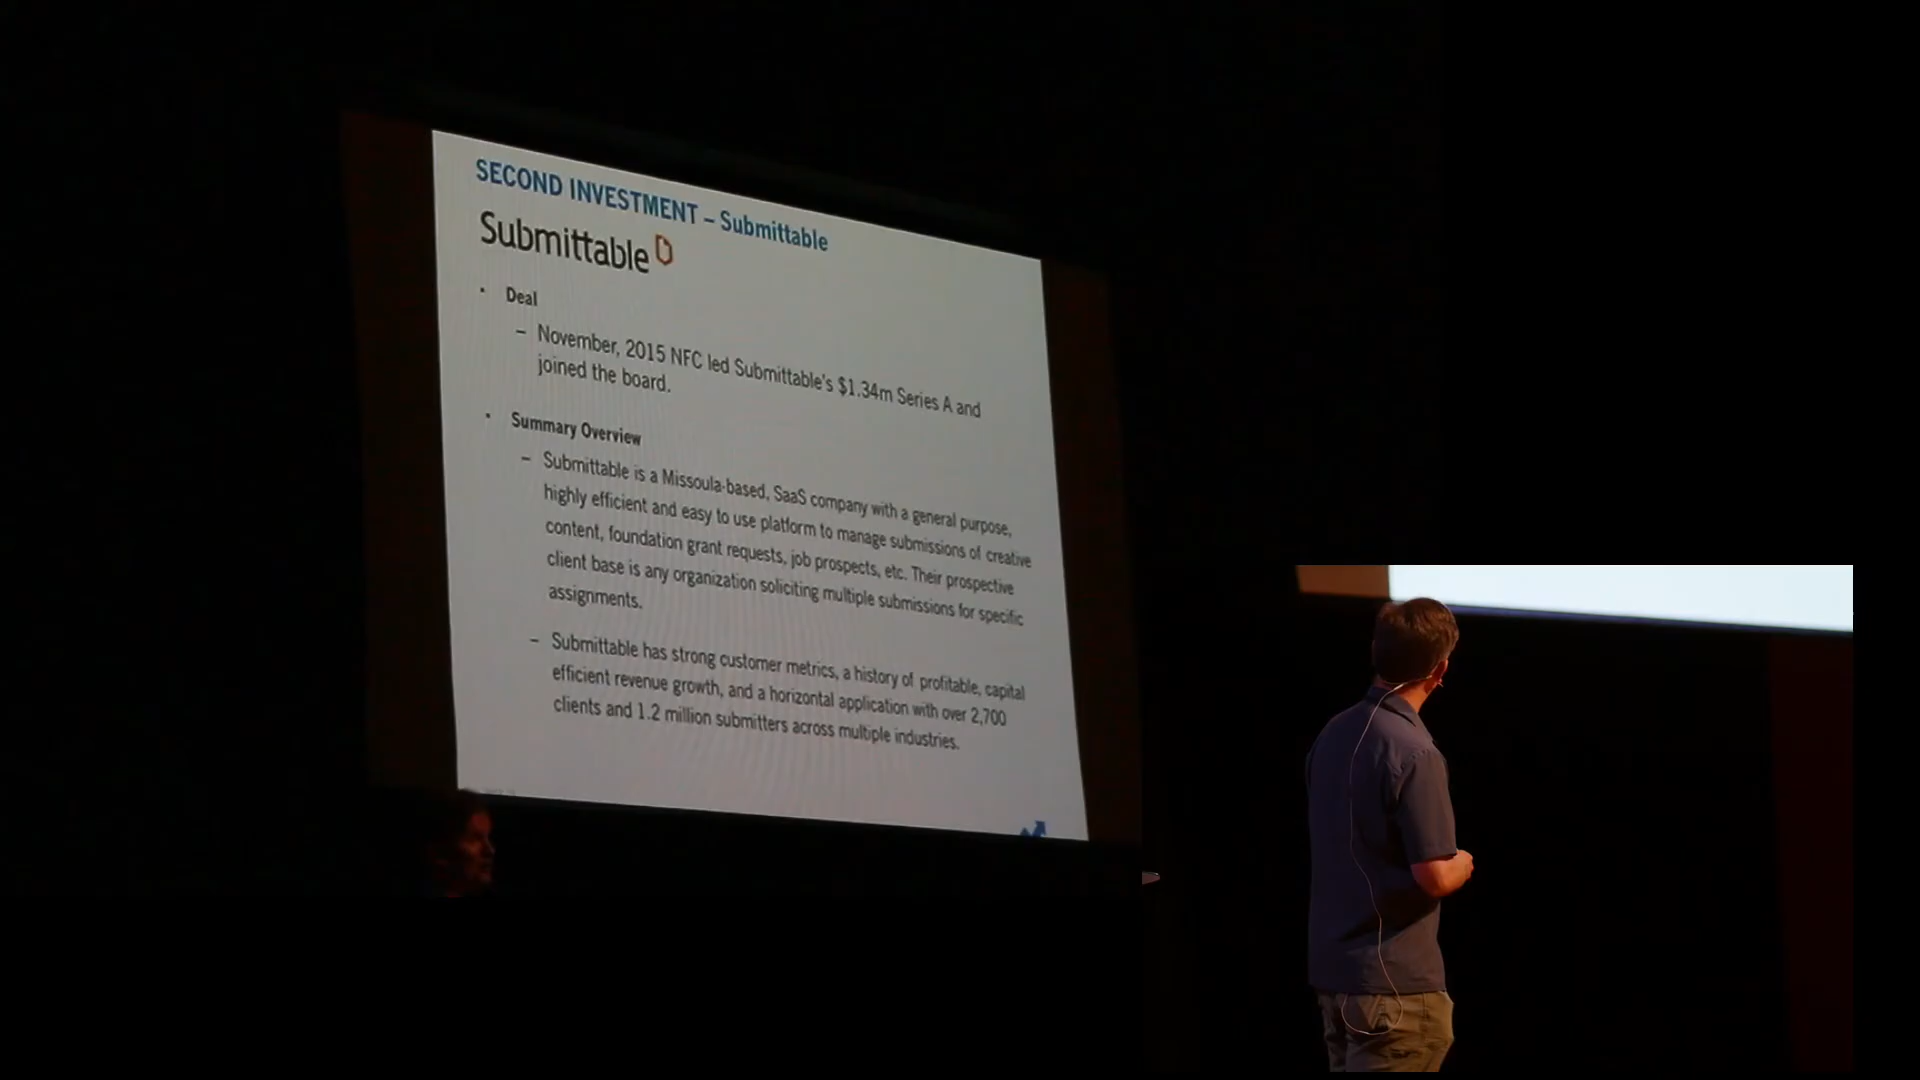 SECOND INVESTMENT – Submittable
Submittable
• Deal
– November, 2015 NFC led Submittable's $1.34m Series A and
joined the board.
• Summary Overview
– Submittable is a Missoula-based, SaaS company with a general purpose,
highly efficient and easy to use platform to manage submissions of creative
content, foundation grant requests, job prospects, etc. Their prospective
client base is any organization soliciting multiple submissions for specific
assignments.
– Submittable has strong customer metrics, a history of profitable, capital
efficient revenue growth, and a horizontal application with over 2,700
clients and 1.2 million submitters across multiple industries.